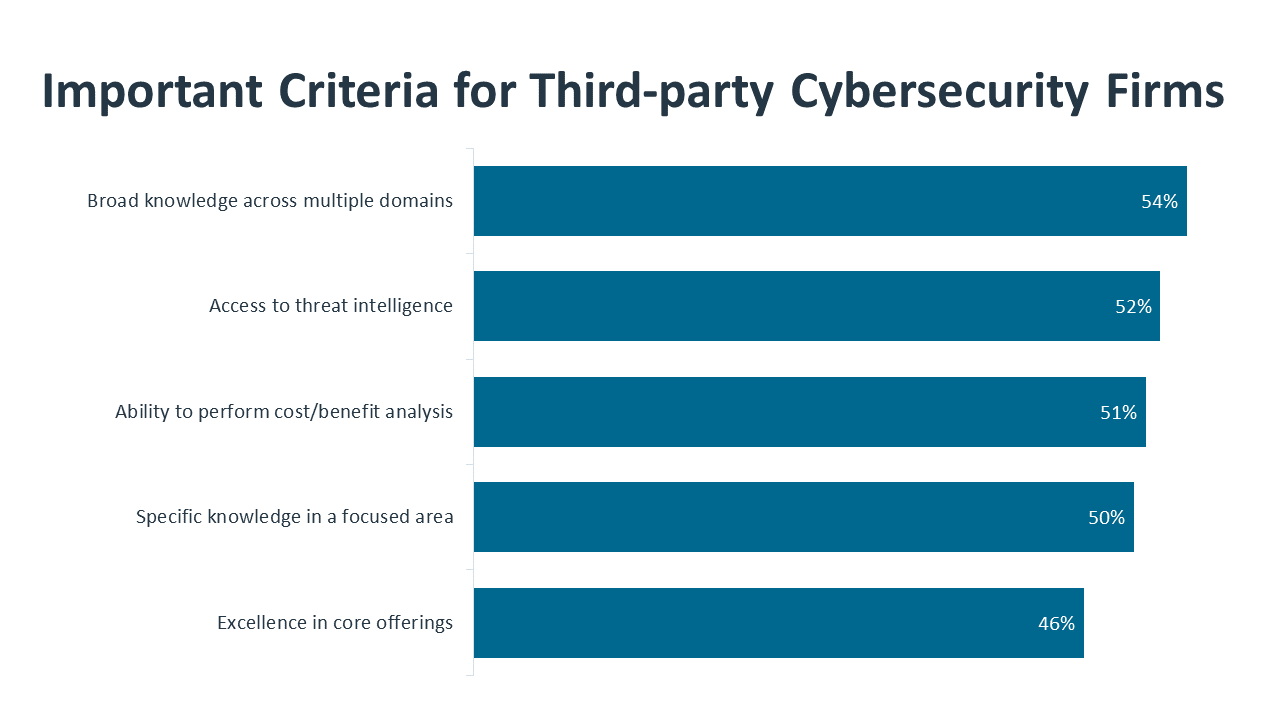 Important Criteria for Third-party Cybersecurity Firms
Broad knowledge across multiple domains
54%
Access to threat intelligence
52%
Ability to perform cost/benefit analysis
51%
Specific knowledge in a focused area
50%
Excellence in core offerings
46%